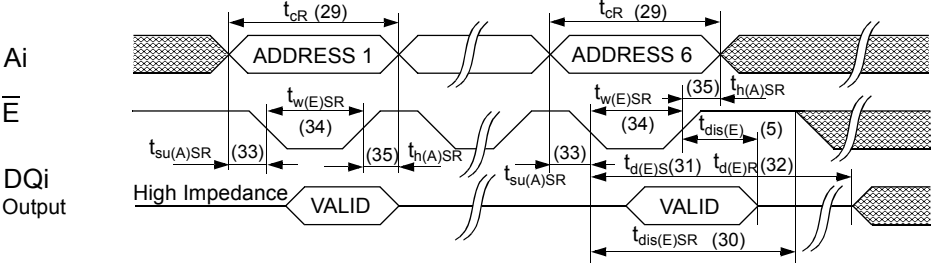 tcR (29) tcR (29)
Ai ADDRESS 1 ADDRESS 6
E tw(E)SR tw(E)SR (35) th(A)SR
(34) (34) tdis(E) (5)
tsu(A)SR (33) (35) th(A)SR tsu(A)SR (33)
td(E)S(31) td(E)R(32)
DQi
Output High Impedance VALID VALID
tdis(E)SR (30)